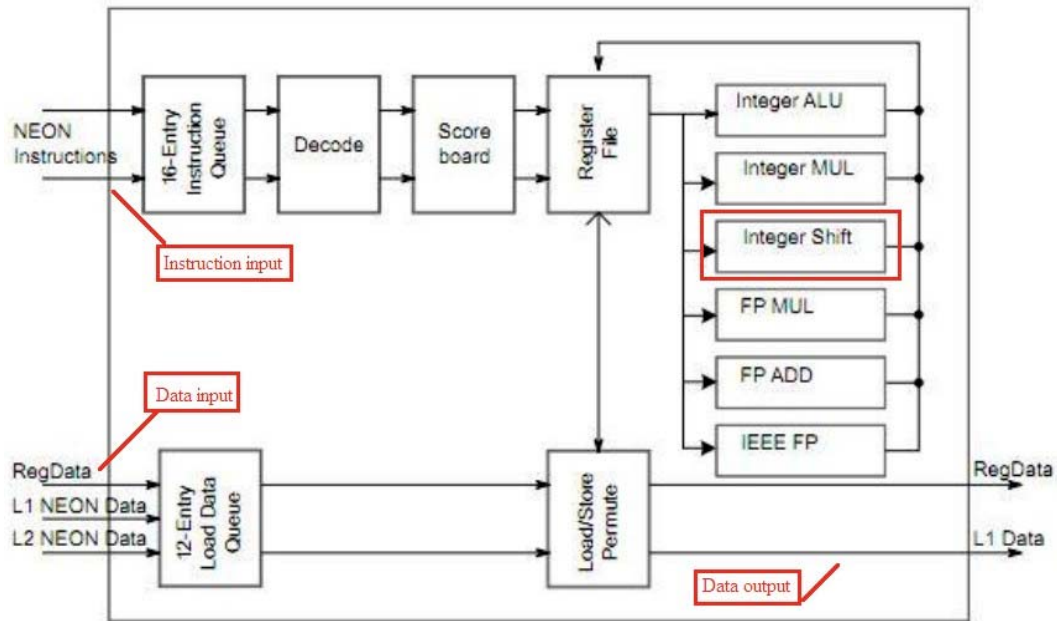 NEON
Instructions
16-Entry
Instruction
Queue
Decode
Score
board
Register
File
Integer ALU
Integer MUL
Integer Shift
FP MUL
FP ADD
IEEE FP
Instruction input
Data input
RegData
L1 NEON Data
L2 NEON Data
12-Entry
Load Data
Queue
Load/Store
Permute
RegData
L1 Data
Data output